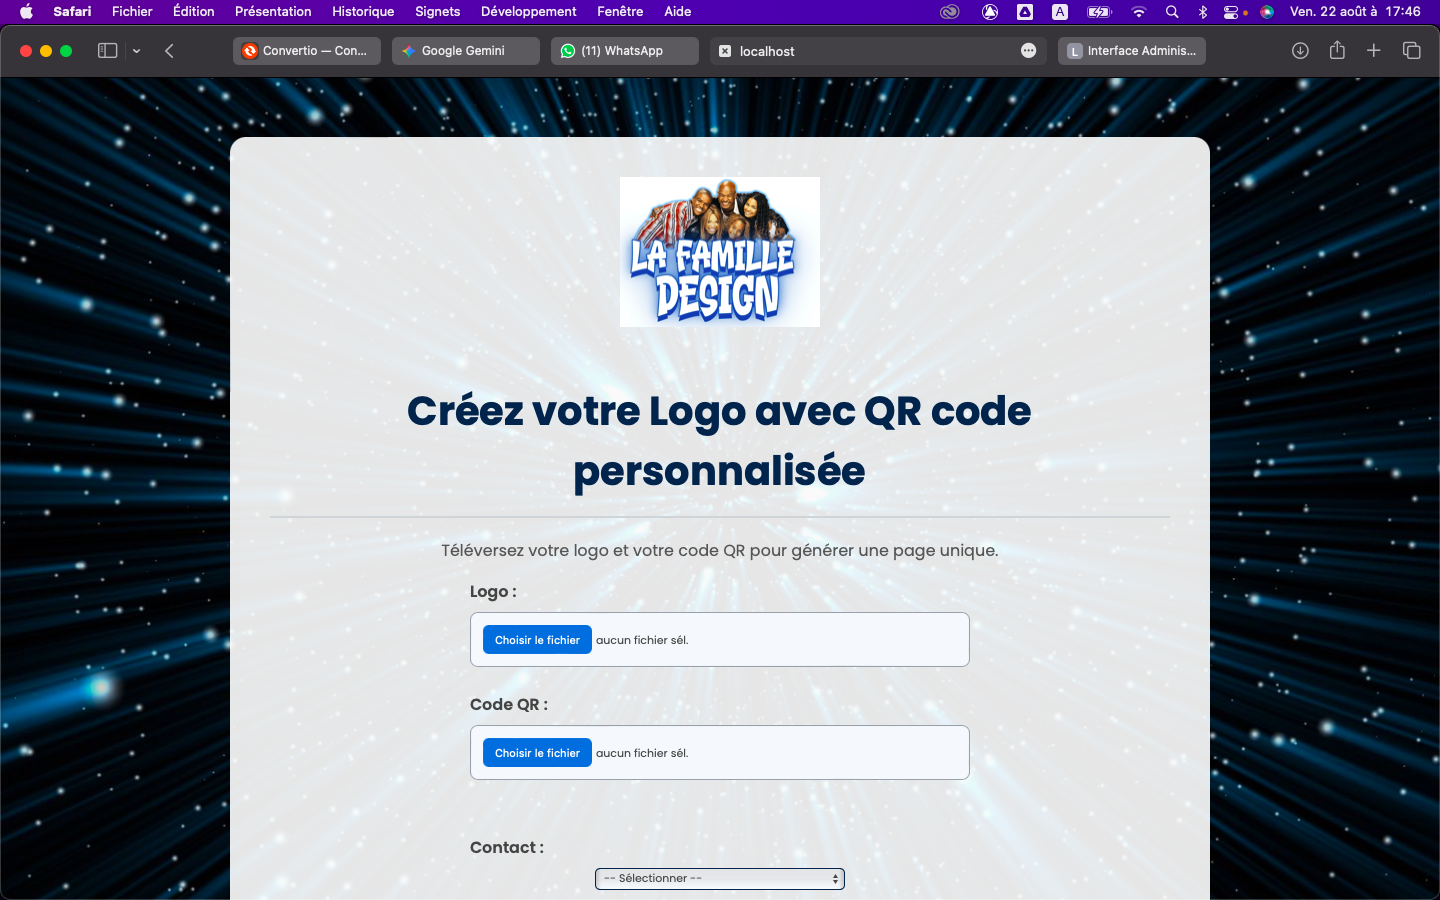 Safari Fichier Édition Présentation Historique Signets Développement Fenêtre Aide A Ven. 22 août à 17:46
Convertio — Con... Google Gemini (11) WhatsApp localhost L Interface Adminis...
LA FAMILLE
DESIGN
Créez votre Logo avec QR code
personnalisée
Téléversez votre logo et votre code QR pour générer une page unique.
Logo :
Choisir le fichier aucun fichier sél.
Code QR :
Choisir le fichier aucun fichier sél.
Contact :
-- Sélectionner --